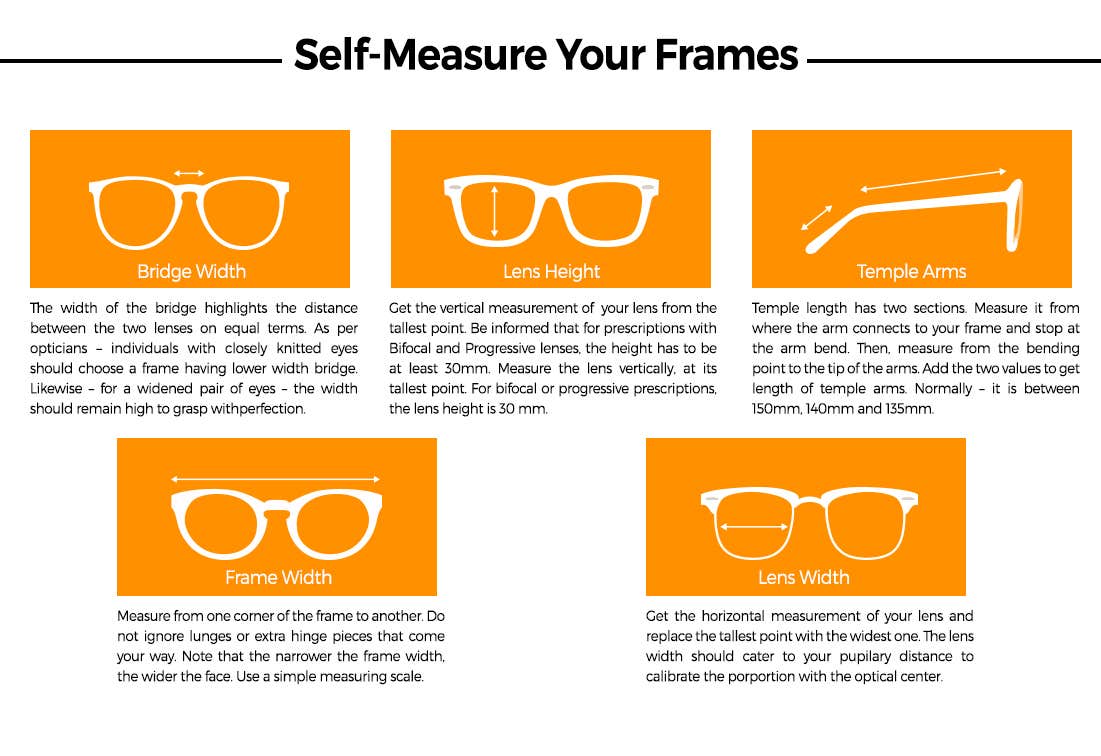 Self-Measure Your Frames
Bridge Width
The width of the bridge highlights the distance
between the two lenses on equal terms. As per
opticians – individuals with closely knitted eyes
should choose a frame having lower width bridge.
Likewise – for a widened pair of eyes – the width
should remain high to grasp withperfection.
Lens Height
Get the vertical measurement of your lens from the
tallest point. Be informed that for prescriptions with
Bifocal and Progressive lenses, the height has to be
at least 30mm. Measure the lens vertically, at its
tallest point. For bifocal or progressive prescriptions,
the lens height is 30 mm.
Temple Arms
Temple length has two sections. Measure it from
where the arm connects to your frame and stop at
the arm bend. Then, measure from the bending
point to the tip of the arms. Add the two values to get
length of temple arms. Normally – it is between
150mm, 140mm and 135mm.
Frame Width
Measure from one corner of the frame to another. Do
not ignore lunges or extra hinge pieces that come
your way. Note that the narrower the frame width,
the wider the face. Use a simple measuring scale.
Lens Width
Get the horizontal measurement of your lens and
replace the tallest point with the widest one. The lens
width should cater to your pupilary distance to
calibrate the porportion with the optical center.